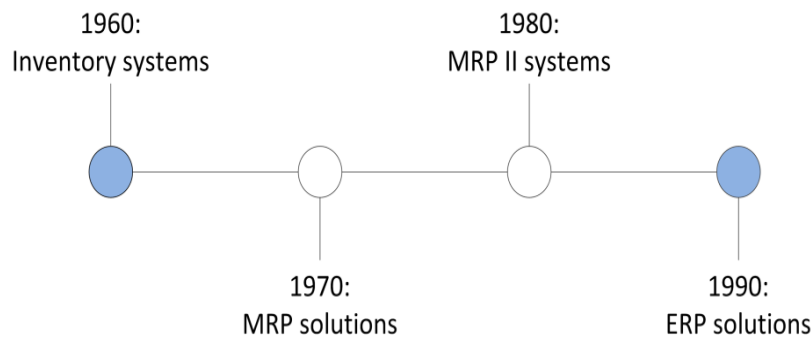 1960:
Inventory systems
1970:
MRP solutions
1980:
MRP II systems
1990:
ERP solutions